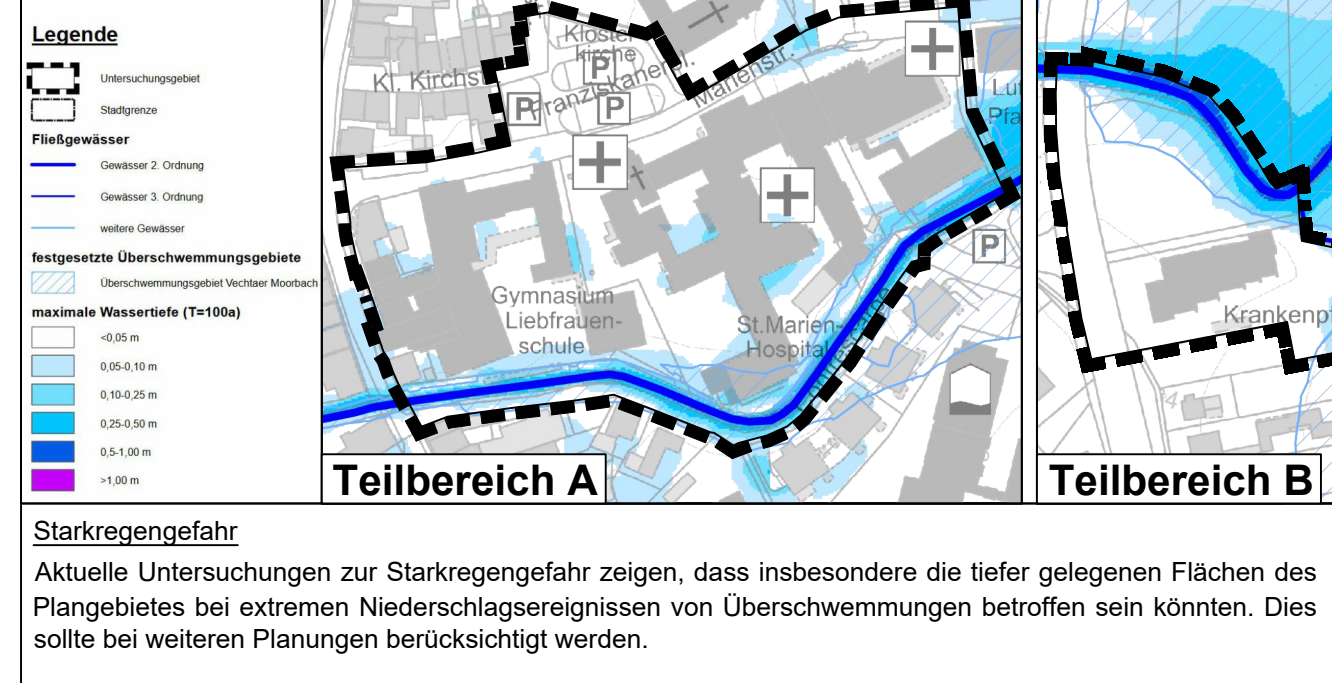 Legende
Untersuchungsgebiet
Stadtgrenze
Fließgewässer
Gewässer 2. Ordnung
Gewässer 3. Ordnung
weitere Gewässer
festgesetzte Überschwemmungsgebiete
Überschwemmungsgebiet Vechtaer Moorbach
maximale Wassertiefe (T=100a)
<0,05 m
0,05-0,10 m
0,10-0,25 m
0,25-0,50 m
0,5-1,00 m
>1,00 m
Kloster-
kirche
Kl. Kirchst
P
Franziskanerpl.
P
P
Marienstr.
Lu
Pfa
P
Gymnasium
Liebfrauen-
schule
St.Marien-
Hospital
Teilbereich A
Krankenp
Teilbereich B
Starkregengefahr
Aktuelle Untersuchungen zur Starkregengefahr zeigen, dass insbesondere die tiefer gelegenen Flächen des
Plangebietes bei extremen Niederschlagsereignissen von Überschwemmungen betroffen sein könnten. Dies
sollte bei weiteren Planungen berücksichtigt werden.